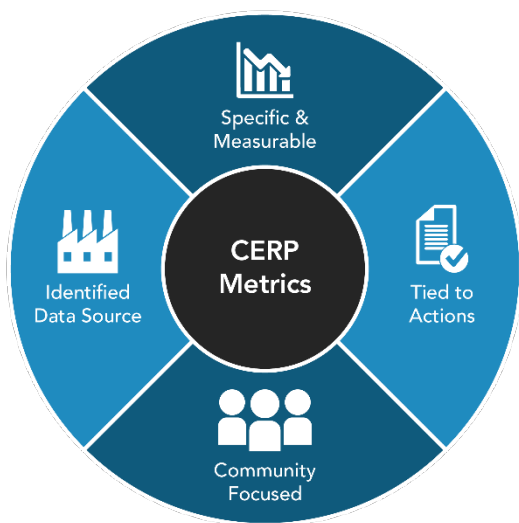 Specific &
Measurable
CERP
Metrics
Identified
Data Source
Tied to
Actions
Community
Focused